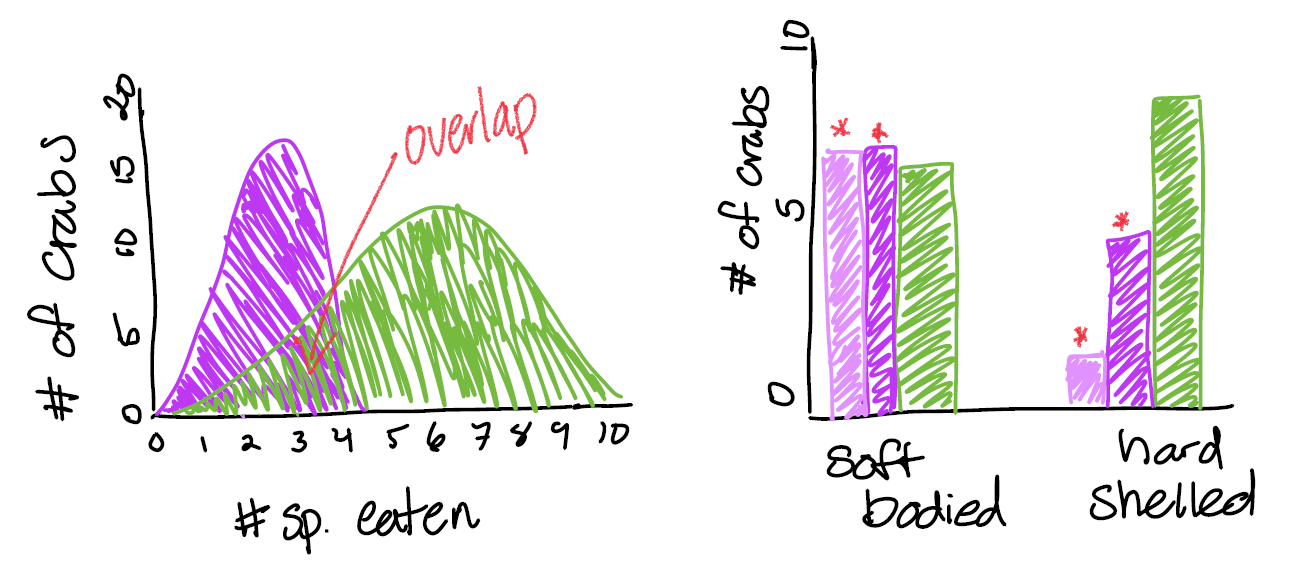 # of crabs
20
15
10
5
0
0 1 2 3 4 5 6 7 8 9 10
# sp. eaten
overlap
# of crabs
10
5
0
* * * *
soft
bodied
hard
shelled